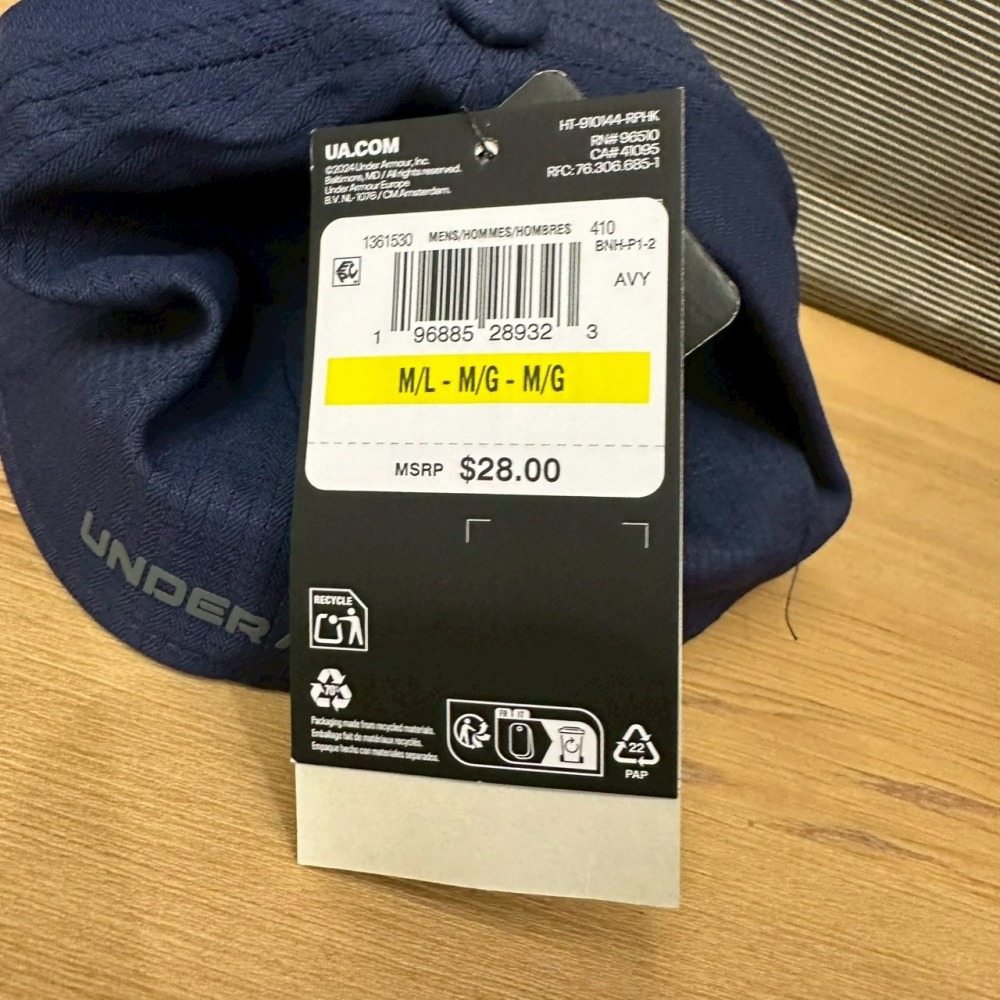 UA.COM
©2024 Under Armour, Inc.
Baltimore, MD / All rights reserved.
Under Armour Europe
B.V. NL-1076 / CM Amsterdam.
HT-910144-RPHK
RN# 96510
CA# 41095
RFC: 76.306.685-1
1361530 MENS/HOMMES/HOMBRES 410
BNH-P1-2
AVY
1 96885 28932 3
M/L - M/G - M/G
MSRP $28.00
UNDER
RECYCLE
70%
Packaging made from recycled materials.
Emballage fait de matériaux recyclés.
Empaque hecho con materiales separados.
FR IT
22
PAP